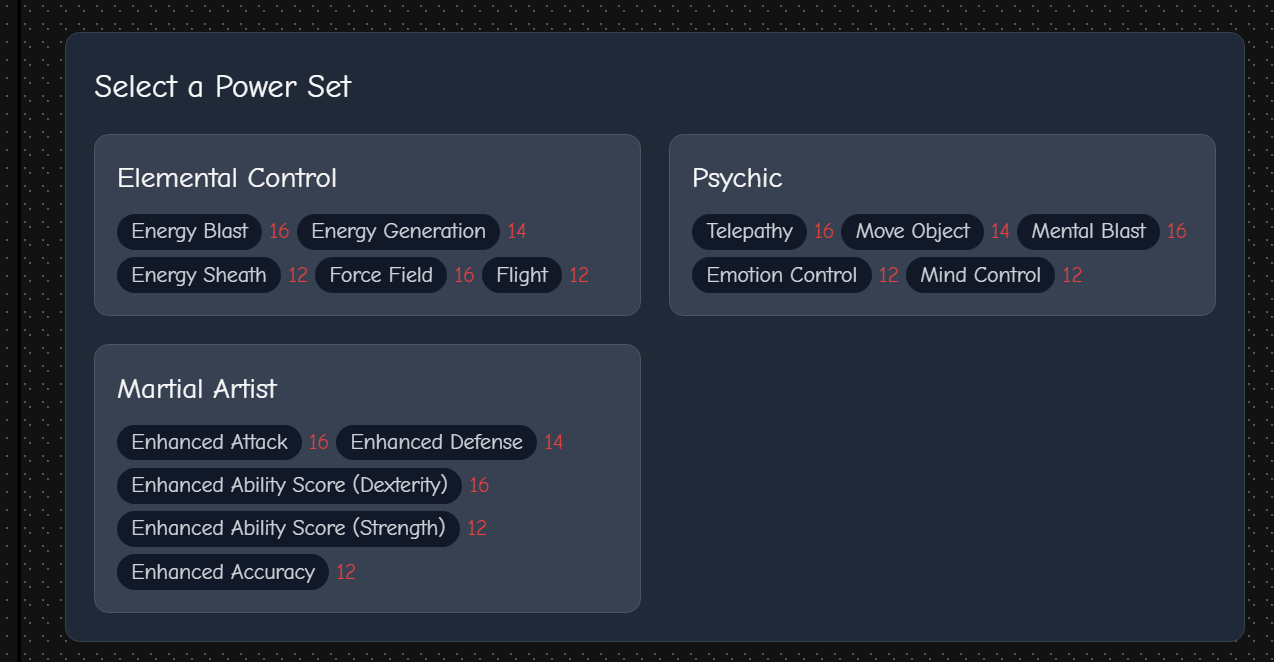 Select a Power Set
Elemental Control
Energy Blast 16 Energy Generation 14
Energy Sheath 12 Force Field 16 Flight 12
Psychic
Telepathy 16 Move Object 14 Mental Blast 16
Emotion Control 12 Mind Control 12
Martial Artist
Enhanced Attack 16 Enhanced Defense 14
Enhanced Ability Score (Dexterity) 16
Enhanced Ability Score (Strength) 12
Enhanced Accuracy 12